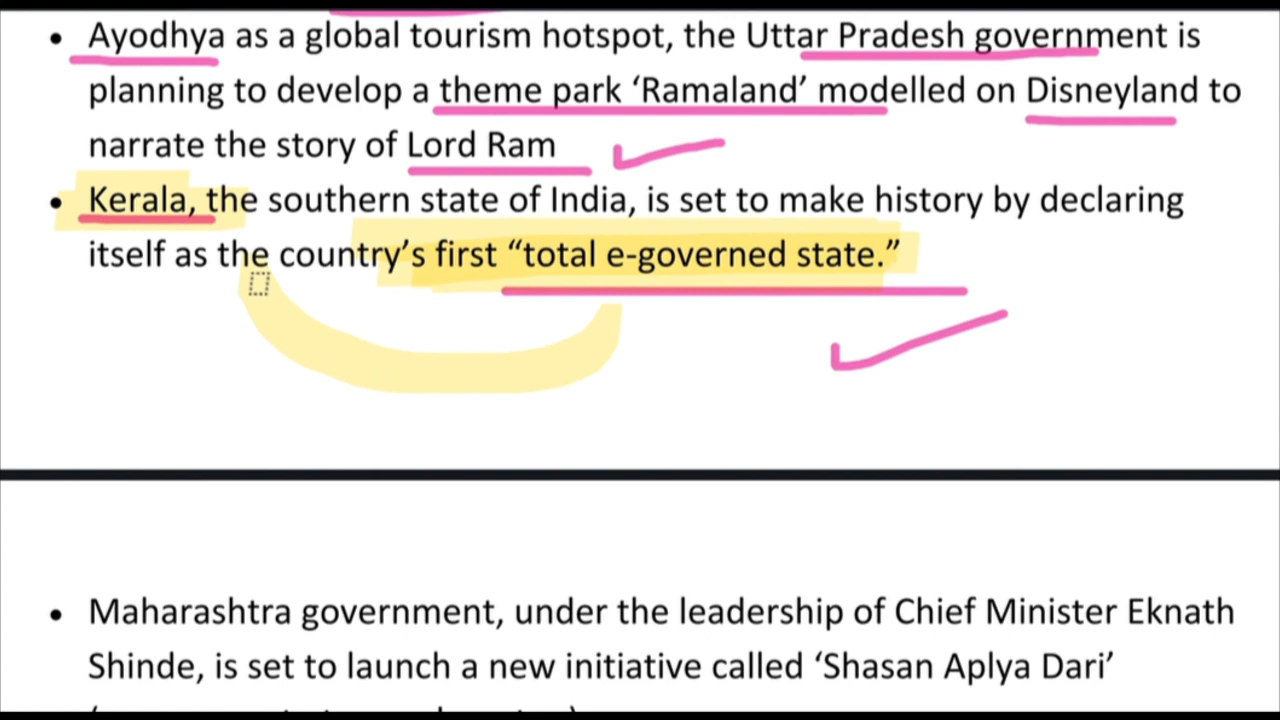 • Ayodhya as a global tourism hotspot, the Uttar Pradesh government is
planning to develop a theme park ‘Ramaland’ modelled on Disneyland to
narrate the story of Lord Ram
• Kerala, the southern state of India, is set to make history by declaring
itself as the country’s first “total e-governed state.”
• Maharashtra government, under the leadership of Chief Minister Eknath
Shinde, is set to launch a new initiative called ‘Shasan Aplya Dari’